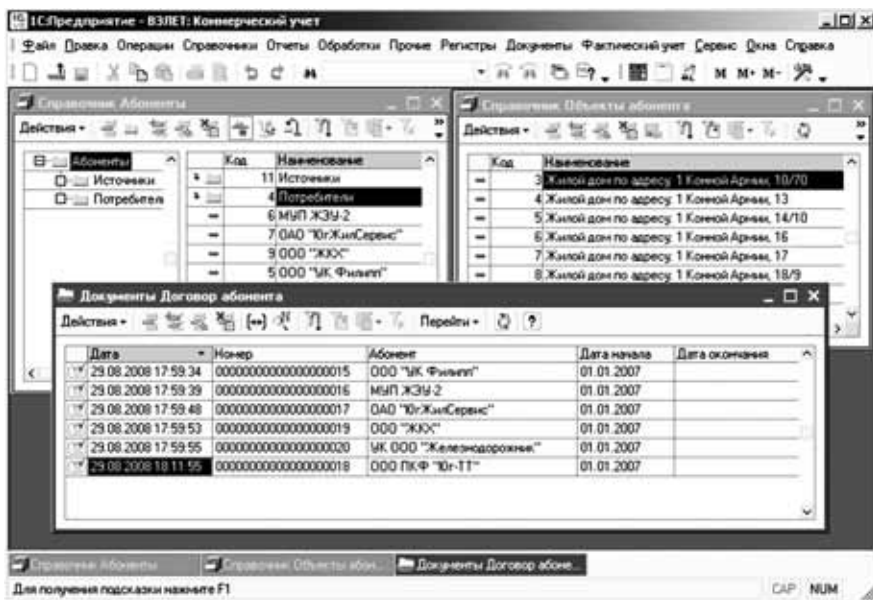 1С:Предприятие - ВЗЛЕТ: Коммерческий учет
Файл Правка Операции Справочники Отчеты Обработки Прочие Регистры Документы Фактический учет Сервис Окна Справка
M M+ M-
Справочник Абоненты
Действия
Абоненты
Источники
Потребители
Код Наименование
11 Источники
4 Потребители
6 МУП ЖЭУ-2
7 ОАО "ЮгЖилСервис"
9 ООО "ЖКХ"
5 ООО "УК Филипп"
Справочник Объекты абонента
Действия
Код Наименование
3 Жилой дом по адресу: 1 Конной Армии, 10/70
4 Жилой дом по адресу: 1 Конной Армии, 13
5 Жилой дом по адресу: 1 Конной Армии, 14/10
6 Жилой дом по адресу: 1 Конной Армии, 16
7 Жилой дом по адресу: 1 Конной Армии, 17
8 Жилой дом по адресу: 1 Конной Армии, 18/9
Документы Договор абонента
Действия Перейти ?
Дата Номер Абонент Дата начала Дата окончания
29.08.2008 17:59:34 00000000000000000015 ООО "УК Филипп" 01.01.2007
29.08.2008 17:59:39 00000000000000000016 МУП ЖЭУ-2 01.01.2007
29.08.2008 17:59:48 00000000000000000017 ОАО "ЮгЖилСервис" 01.01.2007
29.08.2008 17:59:53 00000000000000000019 ООО "ЖКХ" 01.01.2007
29.08.2008 17:59:55 00000000000000000020 УК ООО "Железнодорожник" 01.01.2007
29.08.2008 18:11:55 00000000000000000018 ООО ПКФ "Юг-ТТ" 01.01.2007
Справочник Абоненты Справочник Объекты абон... Документы Договор абоне...
Для получения подсказки нажмите F1 CAP NUM